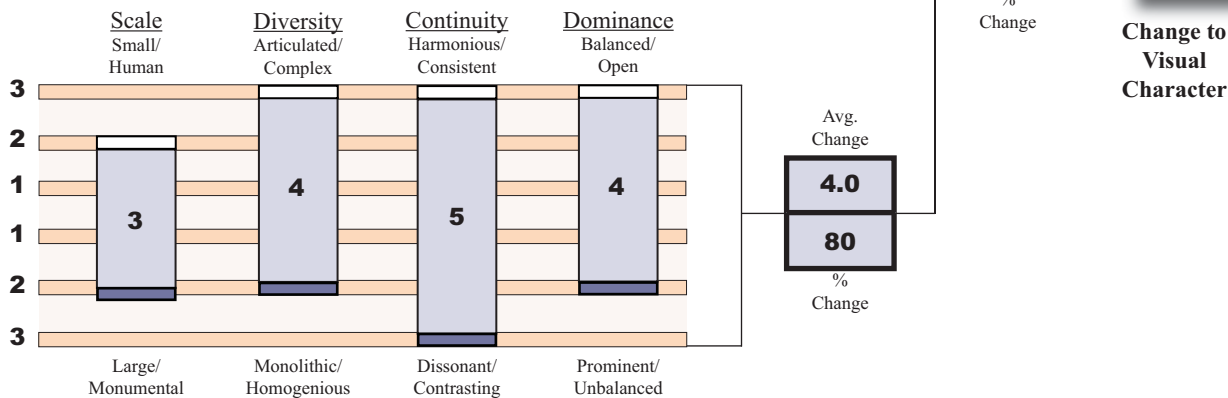 %
Change
Change to
Visual
Character
Scale
Small/
Human
Diversity
Articulated/
Complex
Continuity
Harmonious/
Consistent
Dominance
Balanced/
Open
3
2
1
1
2
3
3
4
5
4
Large/
Monumental
Monolithic/
Homogenious
Dissonant/
Contrasting
Prominent/
Unbalanced
Avg.
Change
4.0
80
%
Change